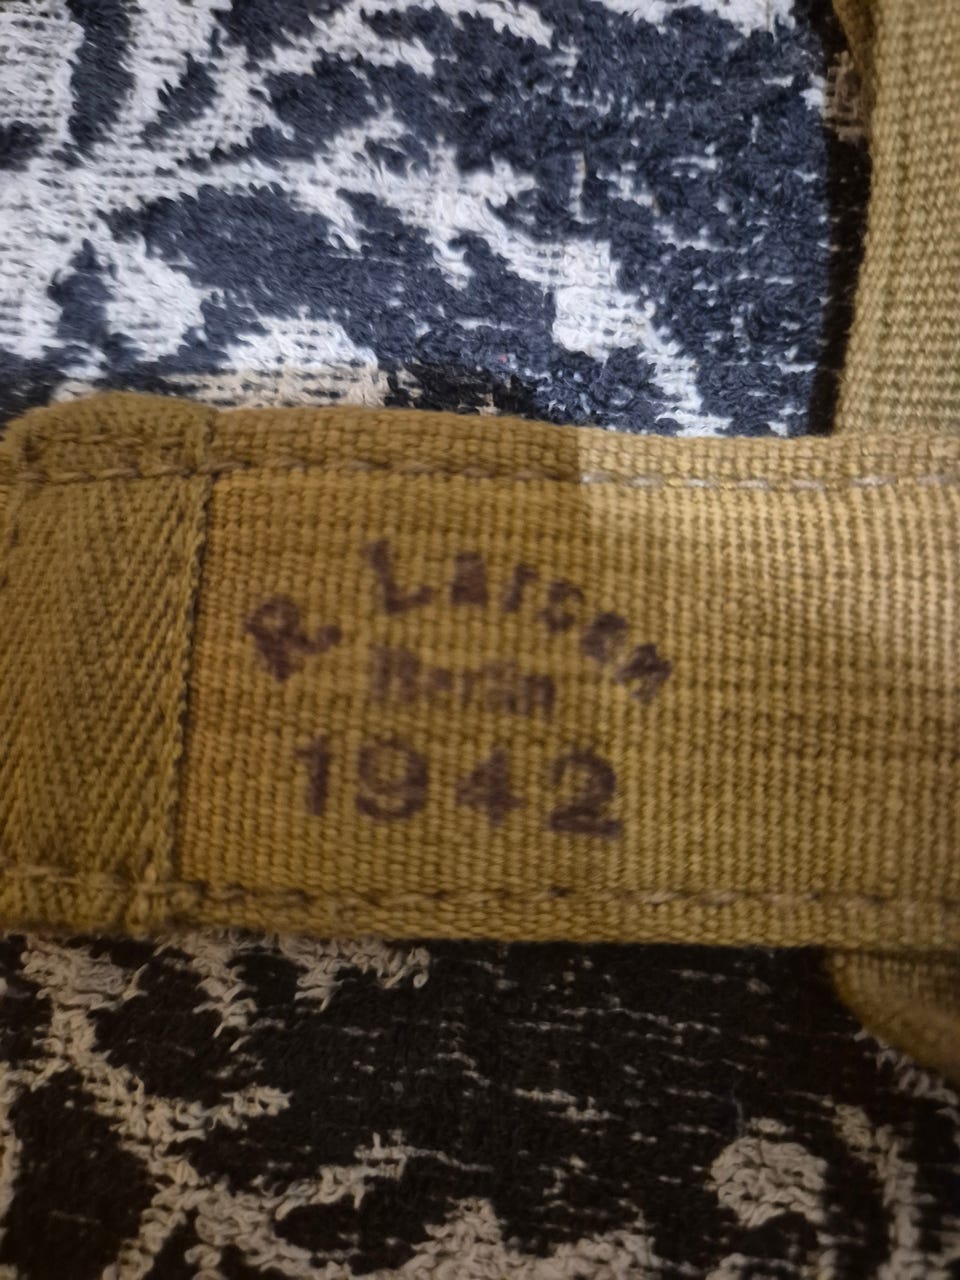 R. Larsen
Berlin
1942